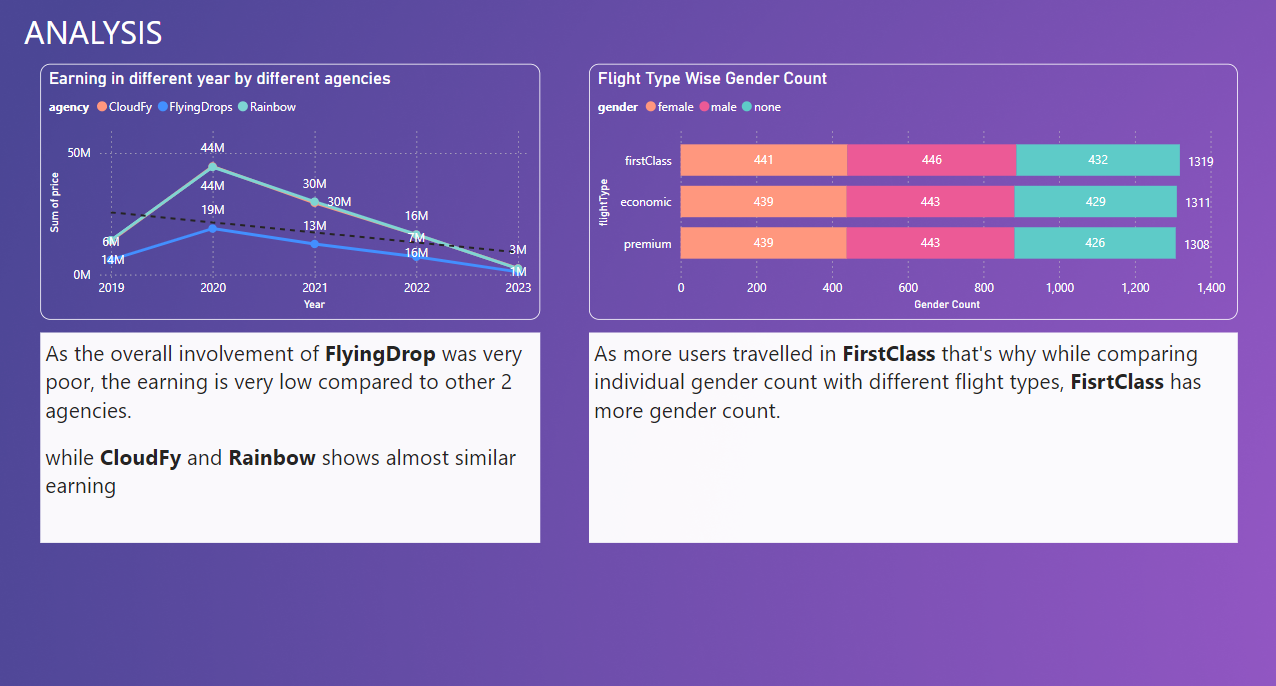 ANALYSIS
Earning in different year by different agencies
agency CloudFy FlyingDrops Rainbow
50M
0M
Sum of price
44M
44M
19M
30M
30M
13M
16M
7M
16M
3M
1M
6M
14M
2019 2020 2021 2022 2023
Year
Flight Type Wise Gender Count
gender female male none
flightType
firstClass 441 446 432 1319
economic 439 443 429 1311
premium 439 443 426 1308
0 200 400 600 800 1,000 1,200 1,400
Gender Count
As the overall involvement of FlyingDrop was very
poor, the earning is very low compared to other 2
agencies.
while CloudFy and Rainbow shows almost similar
earning
As more users travelled in FirstClass that's why while comparing
individual gender count with different flight types, FisrtClass has
more gender count.